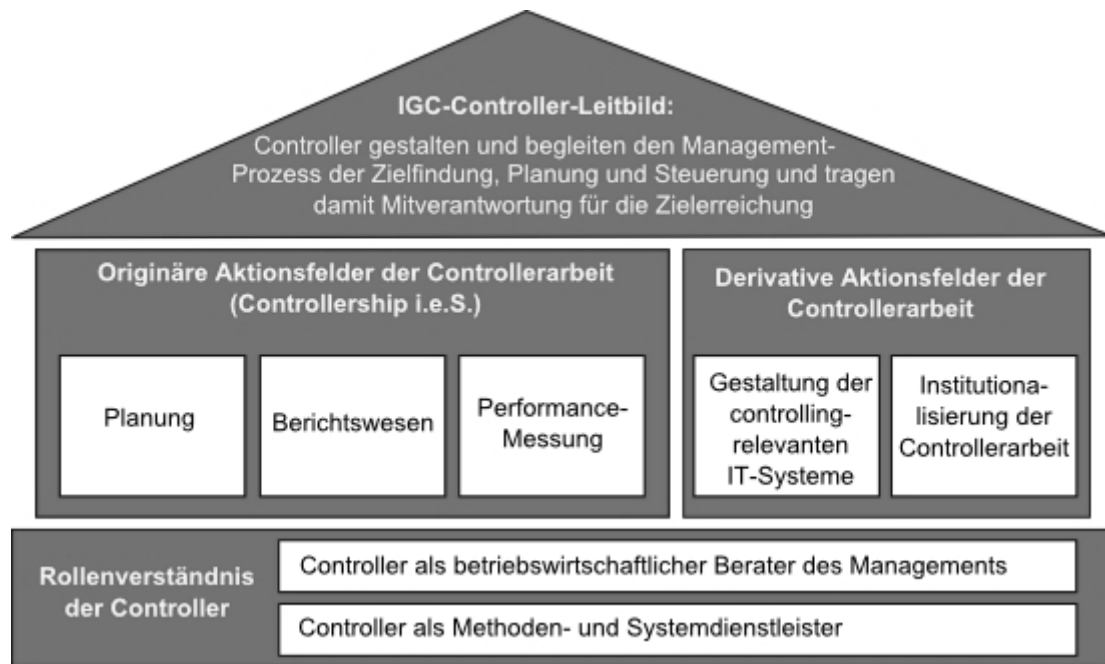 IGC-Controller-Leitbild:
Controller gestalten und begleiten den Management-
Prozess der Zielfindung, Planung und Steuerung und tragen
damit Mitverantwortung für die Zielerreichung
Originäre Aktionsfelder der Controllerarbeit
(Controllership i.e.S.)
Planung
Berichtswesen
Performance-
Messung
Derivative Aktionsfelder der
Controllerarbeit
Gestaltung der
controlling-
relevanten
IT-Systeme
Institutiona-
lisierung der
Controllerarbeit
Rollenverständnis
der Controller
Controller als betriebswirtschaftlicher Berater des Managements
Controller als Methoden- und Systemdienstleister